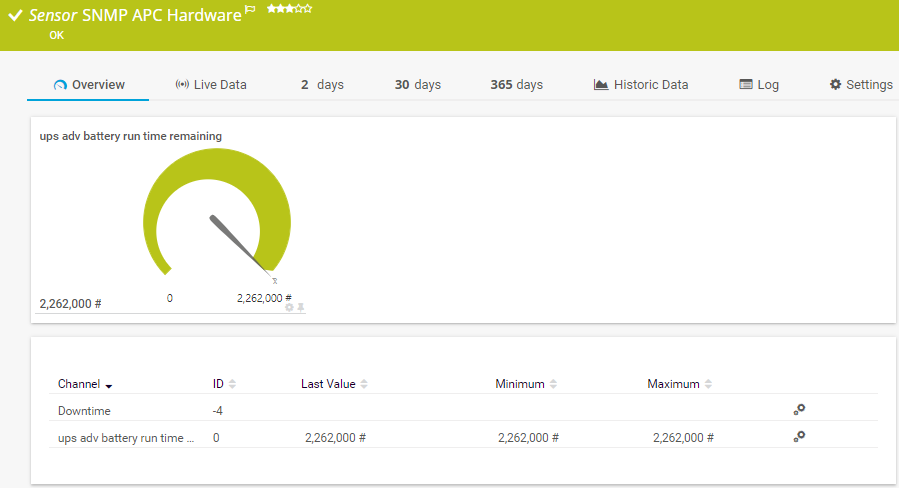 Sensor SNMP APC Hardware
OK
Overview Live Data 2 days 30 days 365 days Historic Data Log Settings
ups adv battery run time remaining
x̄
0 2,262,000 #
2,262,000 #
Channel ID Last Value Minimum Maximum
Downtime -4
ups adv battery run time ... 0 2,262,000 # 2,262,000 # 2,262,000 #